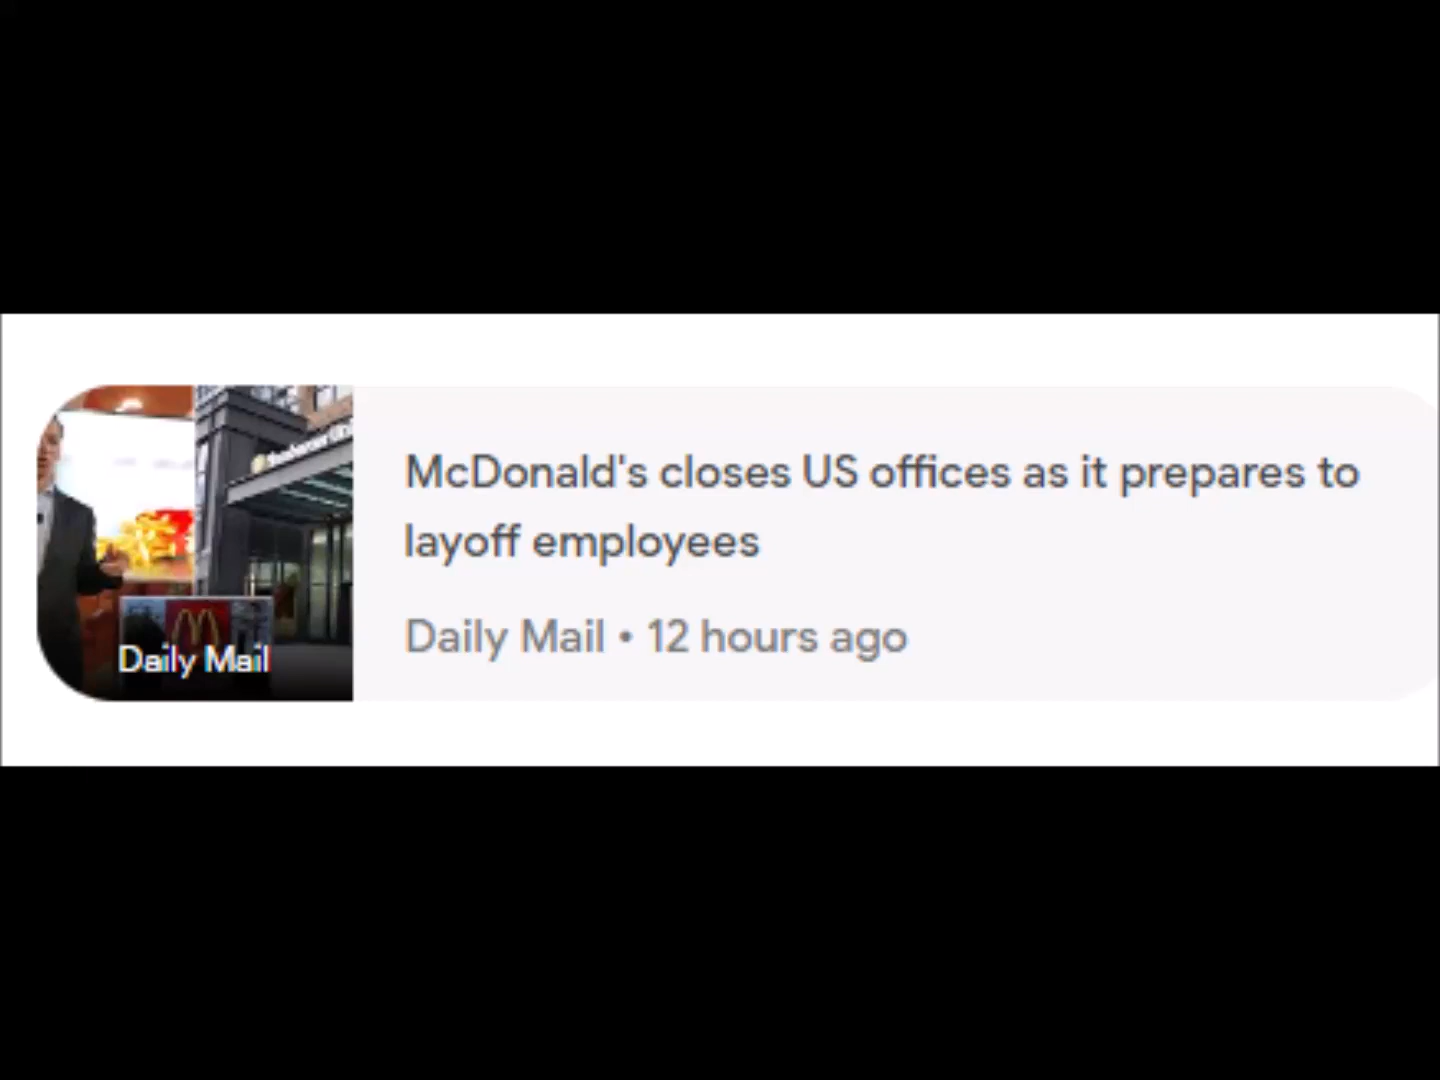 McDonald's closes US offices as it prepares to
layoff employees
Daily Mail • 12 hours ago
Daily Mail